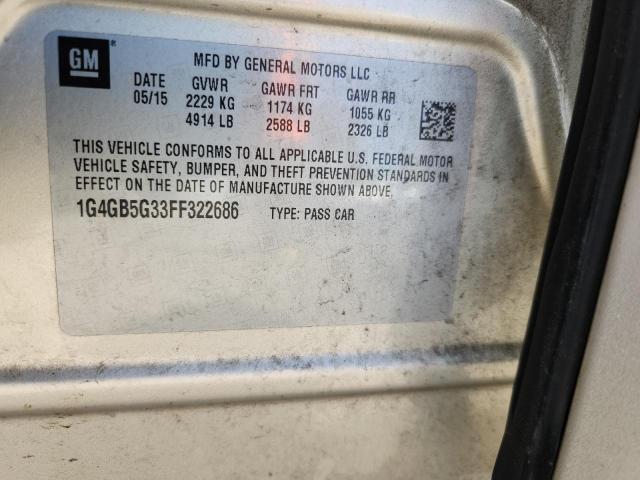 GM ®
MFD BY GENERAL MOTORS LLC
DATE GVWR GAWR FRT GAWR RR
05/15 2229 KG 1174 KG 1055 KG
4914 LB 2588 LB 2326 LB
THIS VEHICLE CONFORMS TO ALL APPLICABLE U.S. FEDERAL MOTOR
VEHICLE SAFETY, BUMPER, AND THEFT PREVENTION STANDARDS IN
EFFECT ON THE DATE OF MANUFACTURE SHOWN ABOVE.
1G4GB5G33FF322686 TYPE: PASS CAR